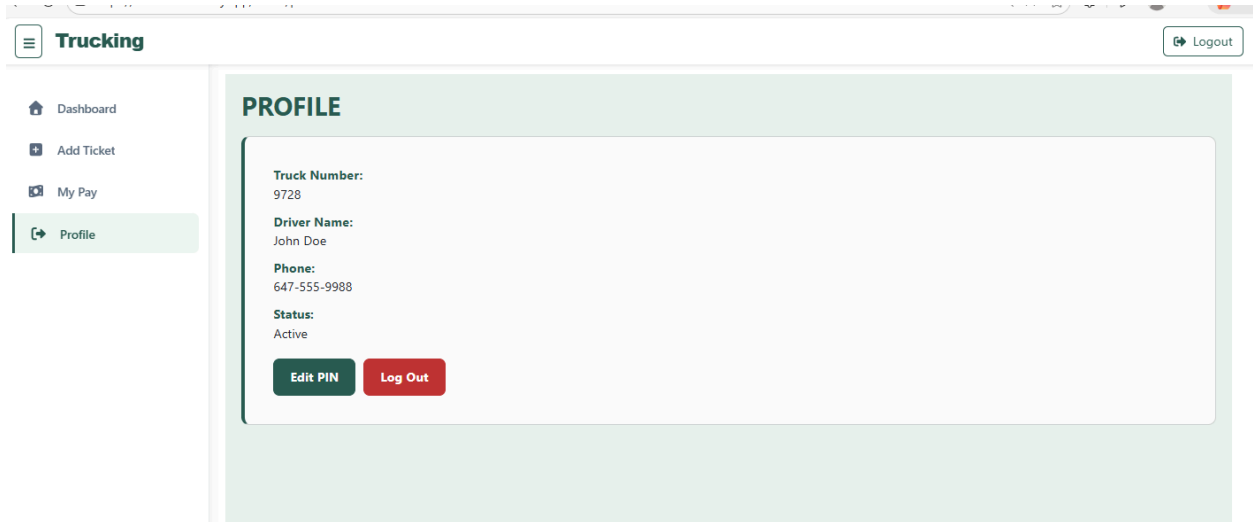 Trucking
Logout
Dashboard
Add Ticket
My Pay
Profile
PROFILE
Truck Number:
9728
Driver Name:
John Doe
Phone:
647-555-9988
Status:
Active
Edit PIN
Log Out